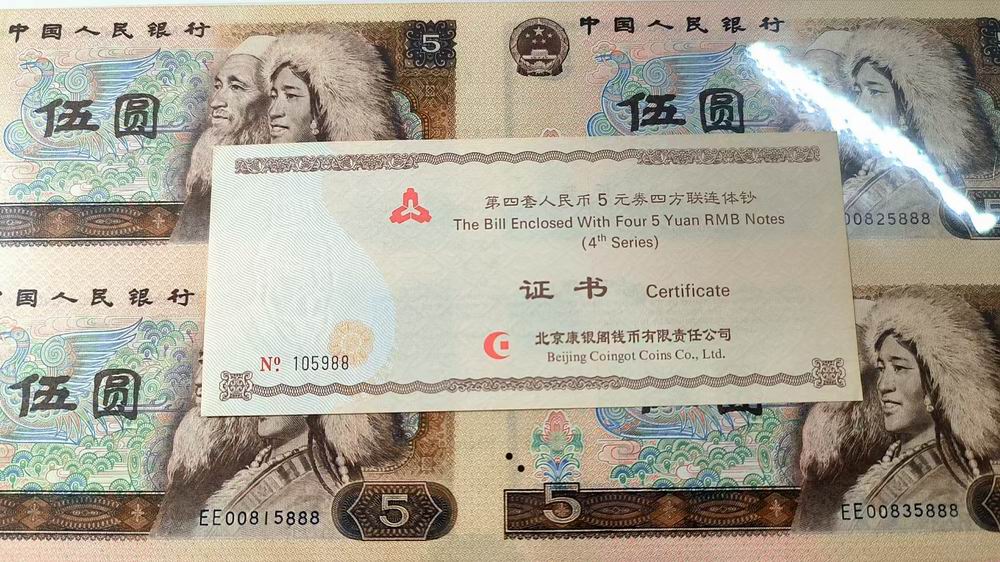 中国人民银行
5
伍圆
中国人民银行
伍圆
00825888
第四套人民币5元券四方联连体钞
The Bill Enclosed With Four 5 Yuan RMB Notes
(4th Series)
证书 Certificate
北京康银阁钱币有限责任公司
Beijing Coingot Coins Co., Ltd.
Nº 105988
国人民银行
伍圆
EE00815888
5
5
EE00835888